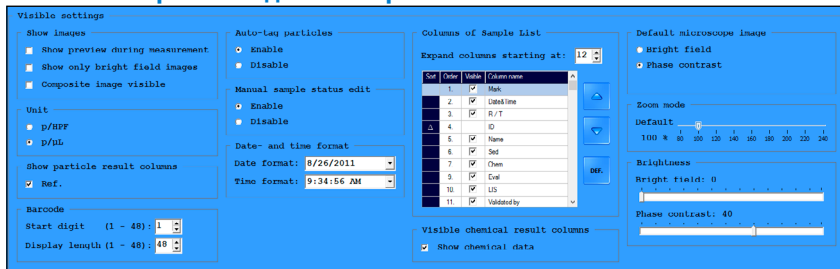 Visible settings
Show images
Show preview during measurement
Show only bright field images
Composite image visible
Unit
p/HPF
p/µL
Show particle result columns
Ref.
Barcode
Start digit (1 - 48): 1
Display length (1 - 48): 48
Auto-tag particles
Enable
Disable
Manual sample status edit
Enable
Disable
Date- and time format
Date format: 8/26/2011
Time format: 9:34:56 AM
Columns of Sample List
Expand columns starting at: 12
Sort Order Visible Column name
1. Mark
2. Date&Time
3. R / T
4. ID
5. Name
6. Sed
7. Chem
9. Eval
10. LIS
11. Validated by
DEF.
Visible chemical result columns
Show chemical data
Default microscope image
Bright field
Phase contrast
Zoom mode
Default
100 % 80 100 120 140 160 180 200 220 240
Brightness
Bright field: 0
Phase contrast: 40